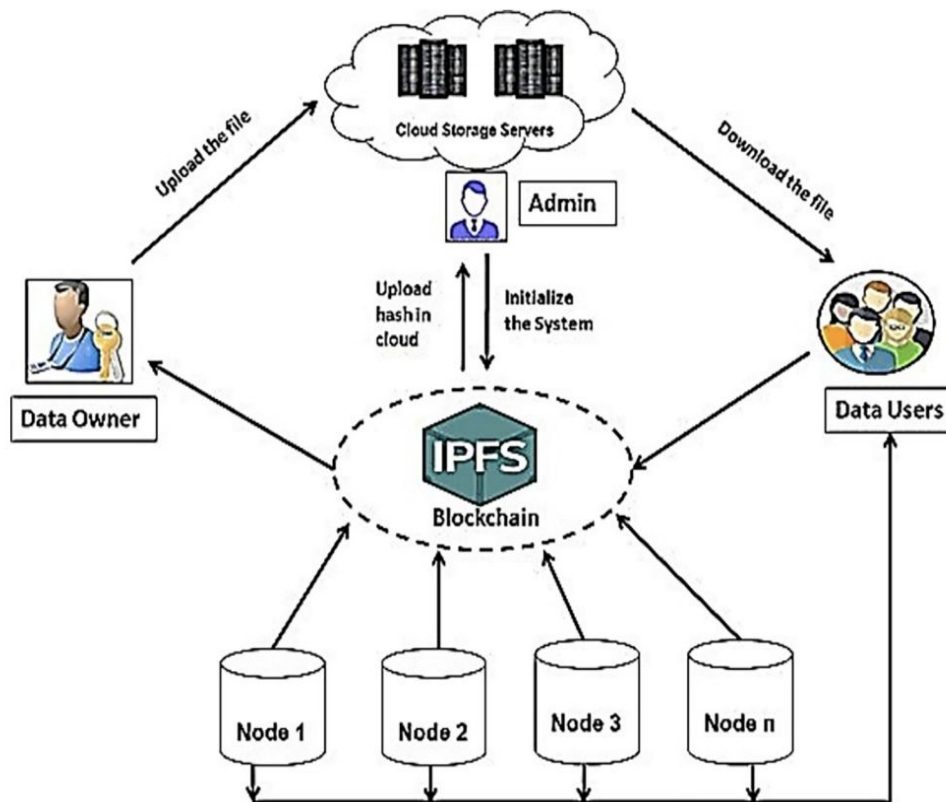 Cloud Storage Servers
Upload the file
Download the file
Admin
Upload
hash in
cloud
Initialize
the System
Data Owner
Data Users
IPFS
Blockchain
Node 1
Node 2
Node 3
Node n